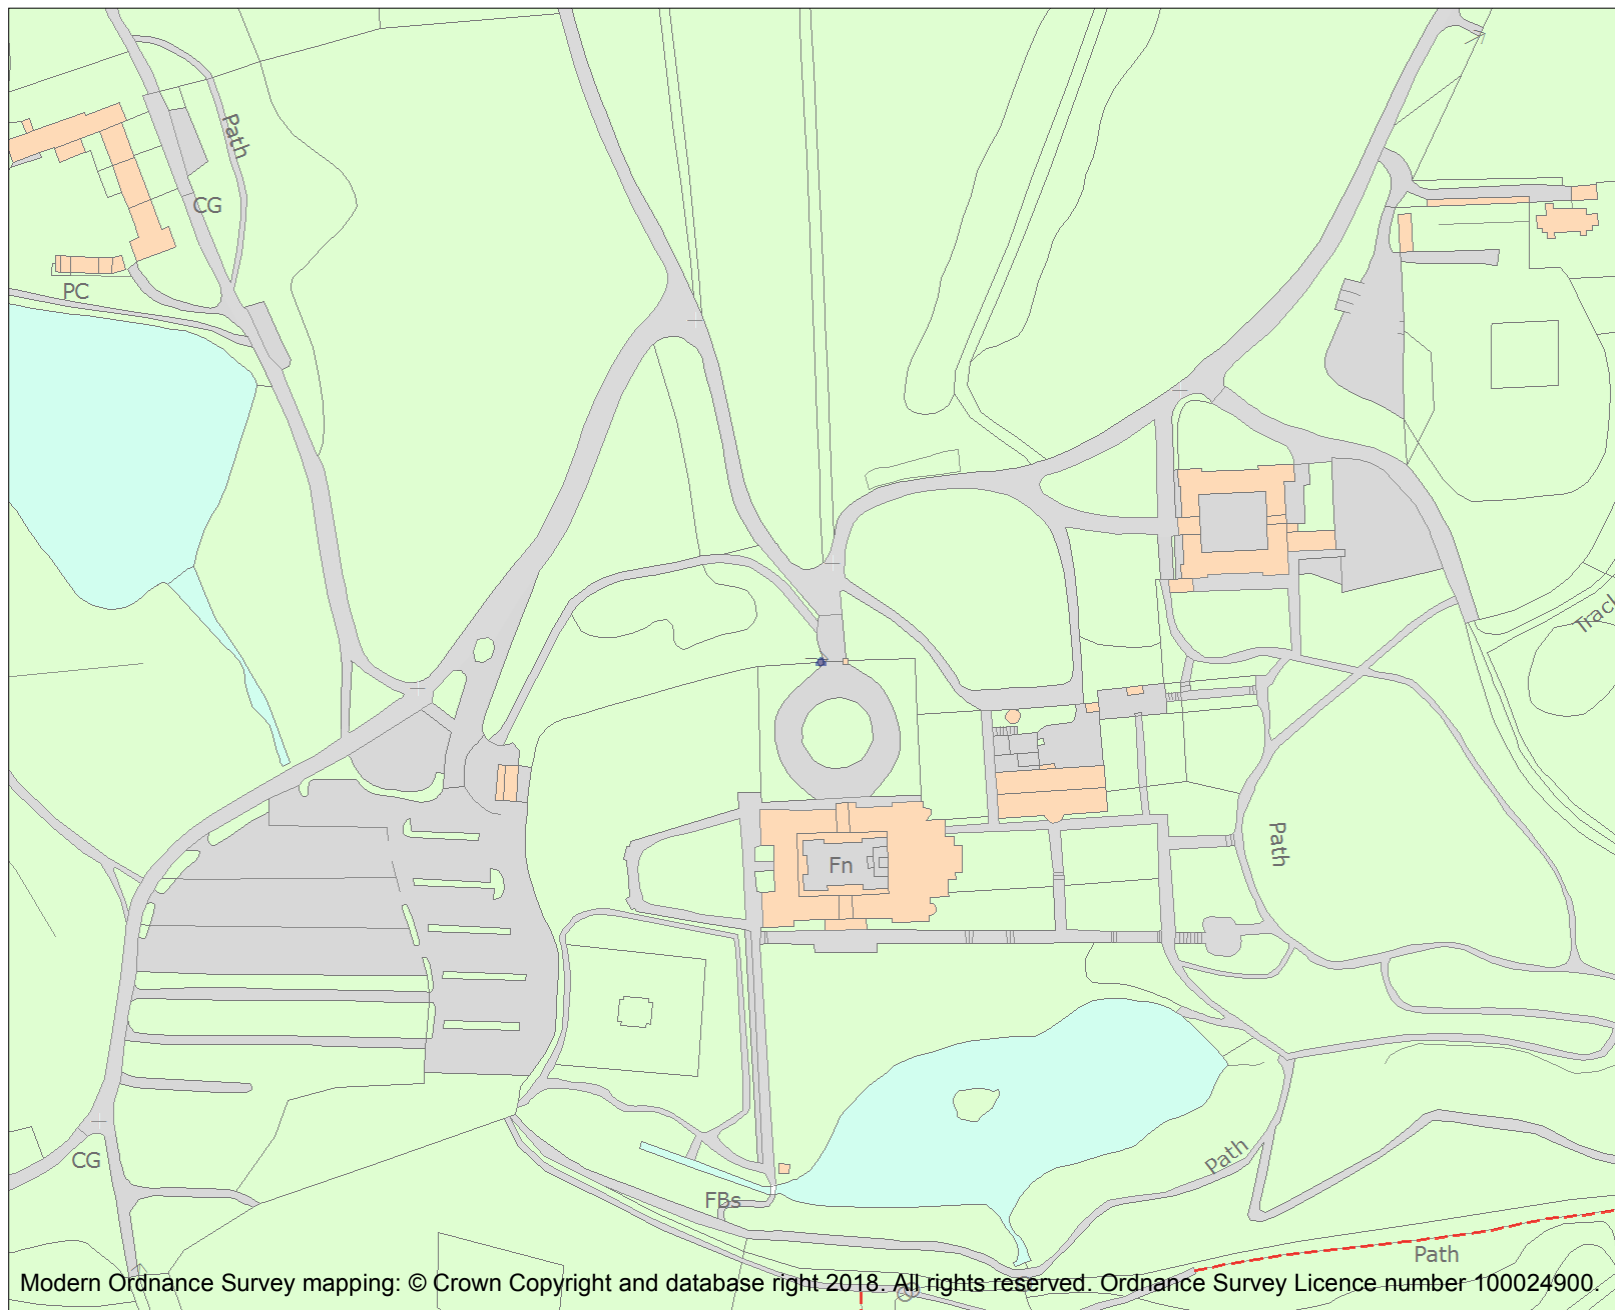 Path
CG
PC
Track
Path
Fn
CG
Path
FBs
Path
Modern Ordnance Survey mapping: © Crown Copyright and database right 2018. All rights reserved. Ordnance Survey Licence number 100024900.